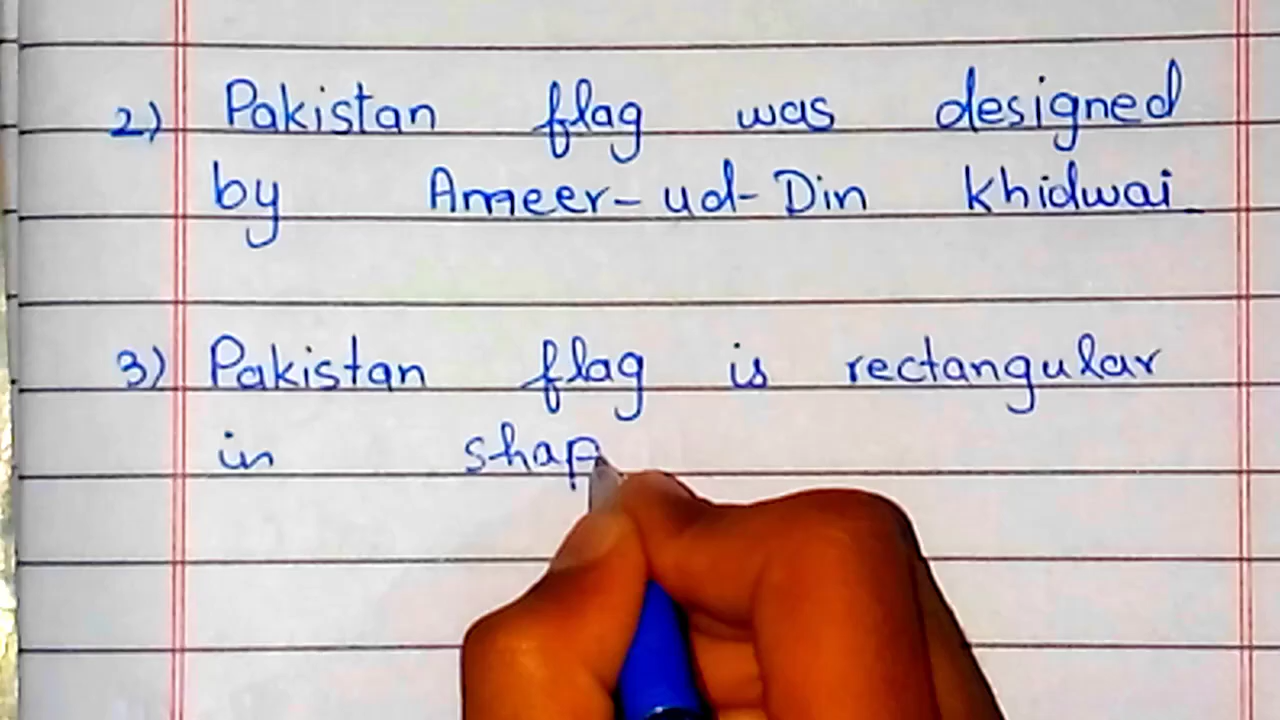 2) Pakistan flag was designed
by Ameer-ud-Din Khidwai.
3) Pakistan flag is rectangular
in shap